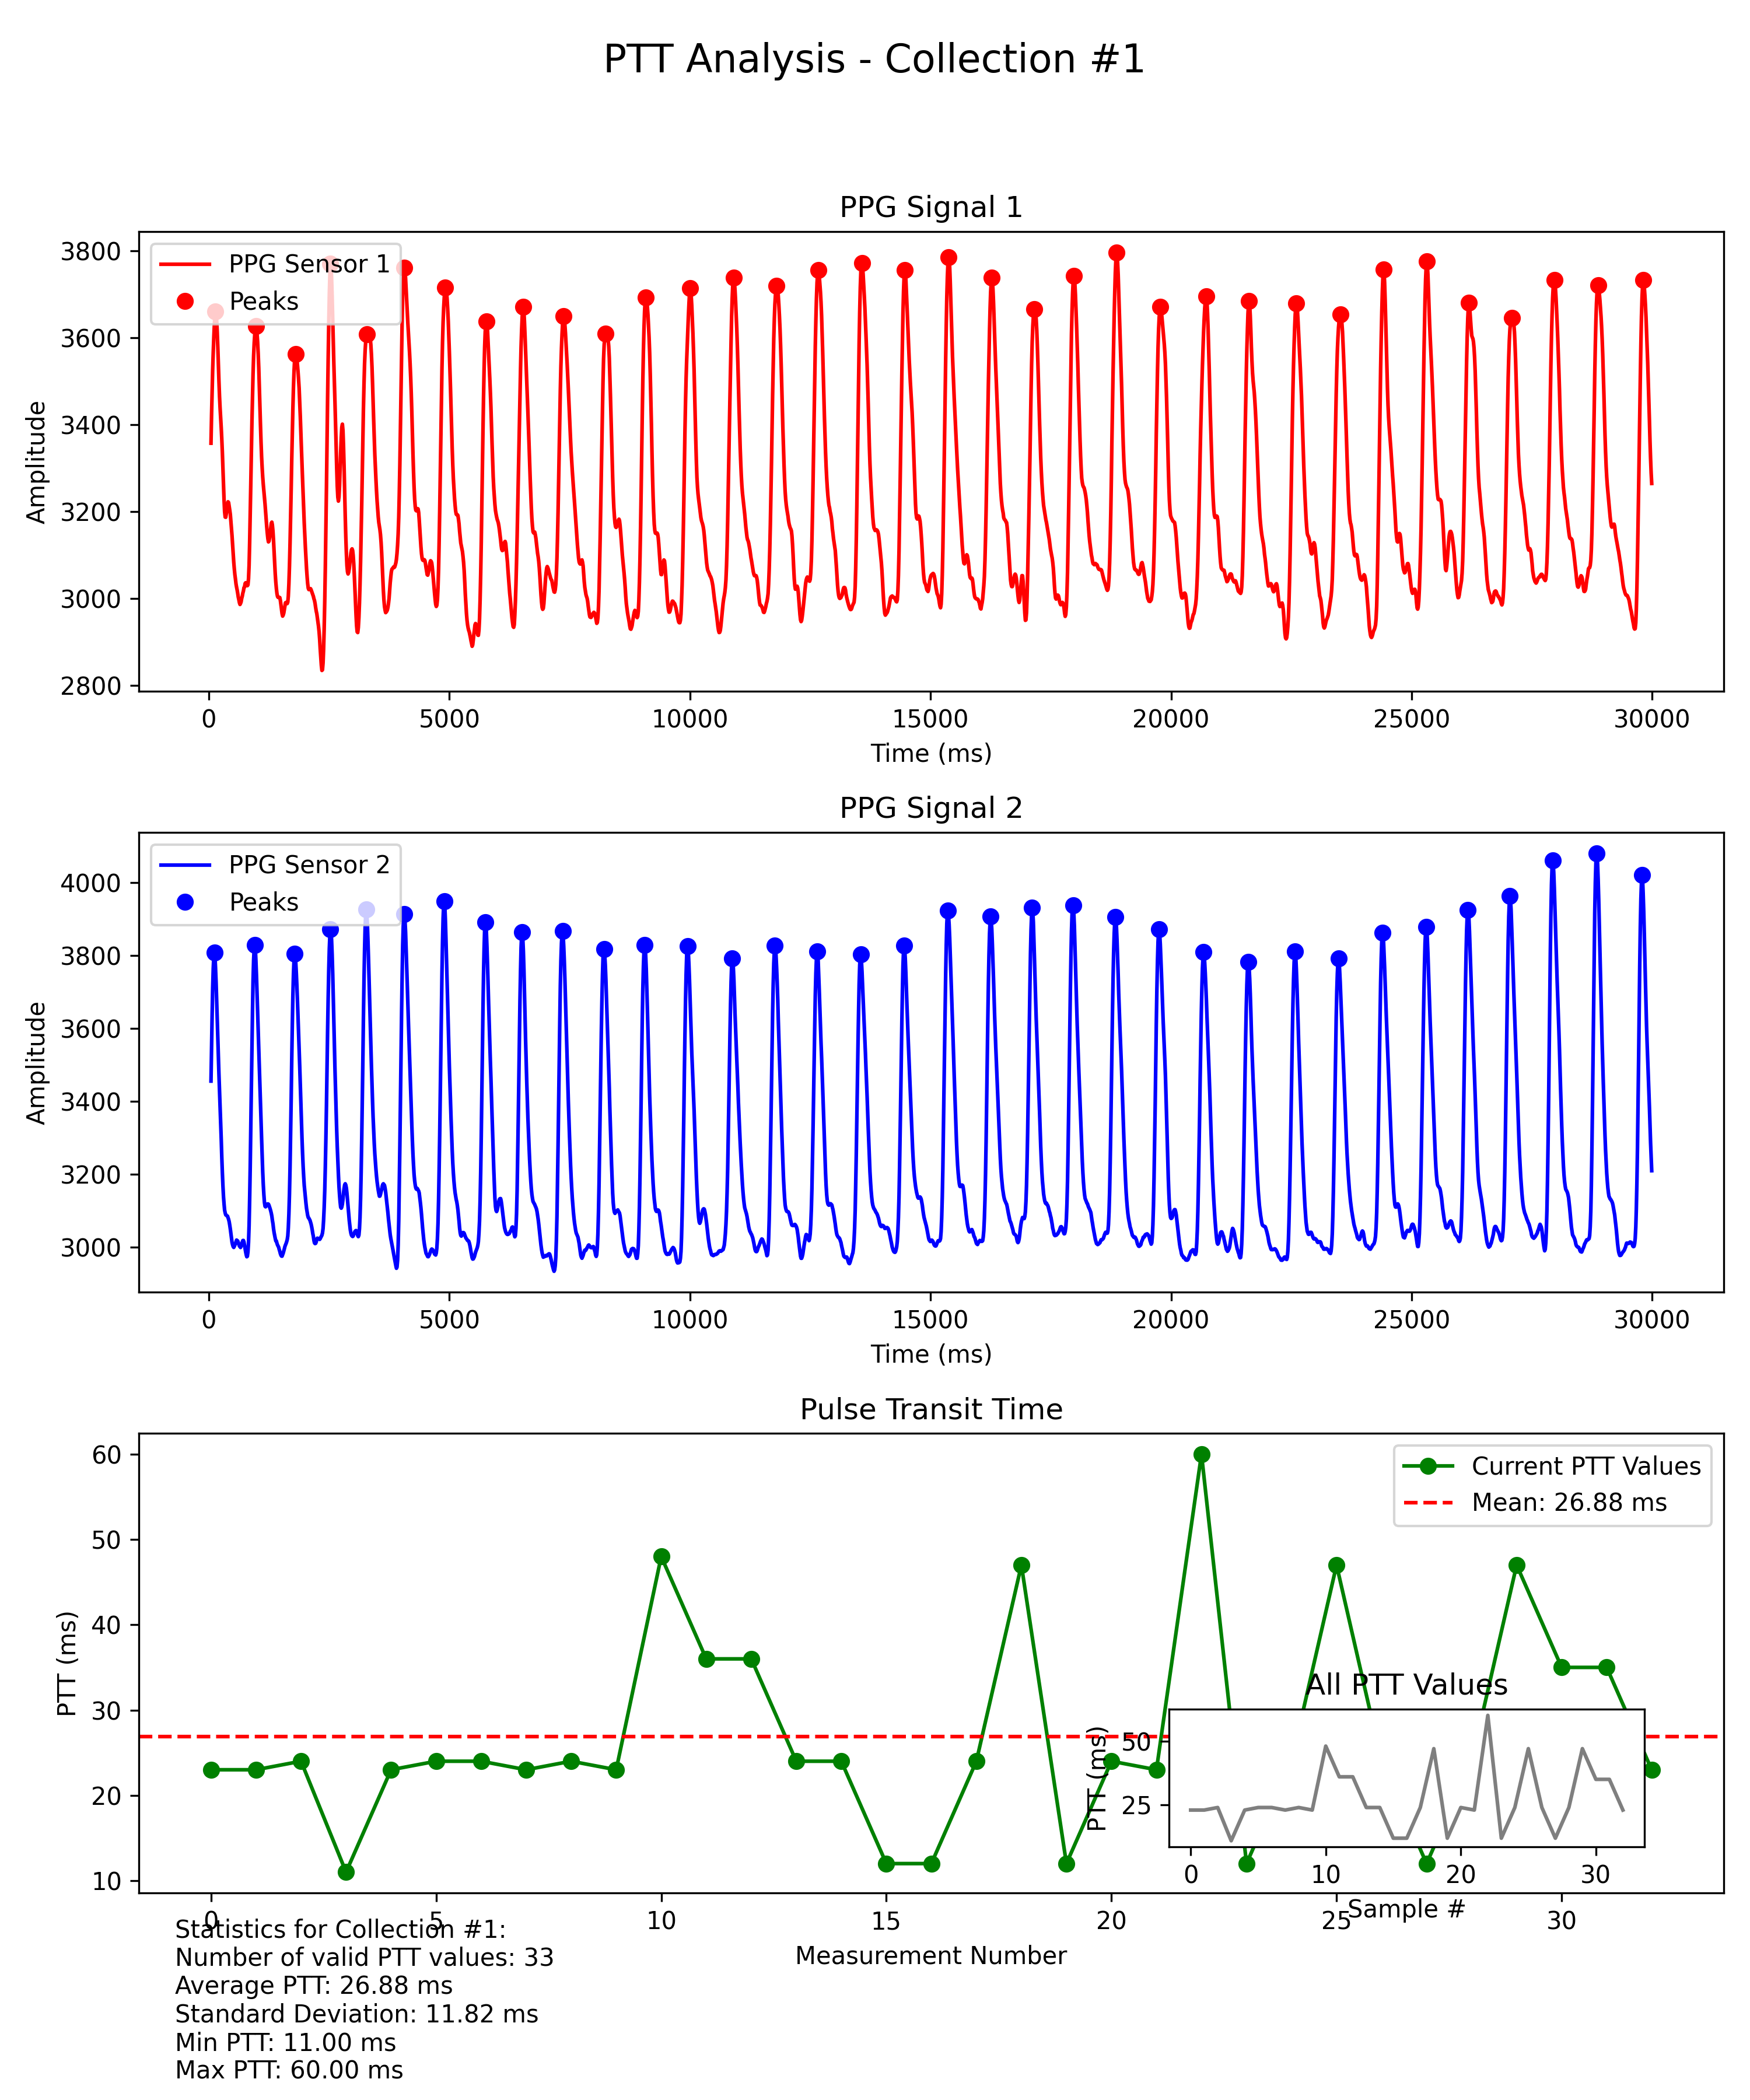 PTT Analysis - Collection #1
PPG Signal 1
PPG Sensor 1
Peaks
3800
3600
3400
3200
3000
2800
Amplitude
0 5000 10000 15000 20000 25000 30000
Time (ms)
PPG Signal 2
PPG Sensor 2
Peaks
4000
3800
3600
3400
3200
3000
Amplitude
0 5000 10000 15000 20000 25000 30000
Time (ms)
Pulse Transit Time
Current PTT Values
Mean: 26.88 ms
60
50
40
30
20
10
PTT (ms)
All PTT Values
50
25
PTT (ms)
0 10 20 30
Sample #
0 5 10 15 20 25 30
Measurement Number
Statistics for Collection #1:
Number of valid PTT values: 33
Average PTT: 26.88 ms
Standard Deviation: 11.82 ms
Min PTT: 11.00 ms
Max PTT: 60.00 ms